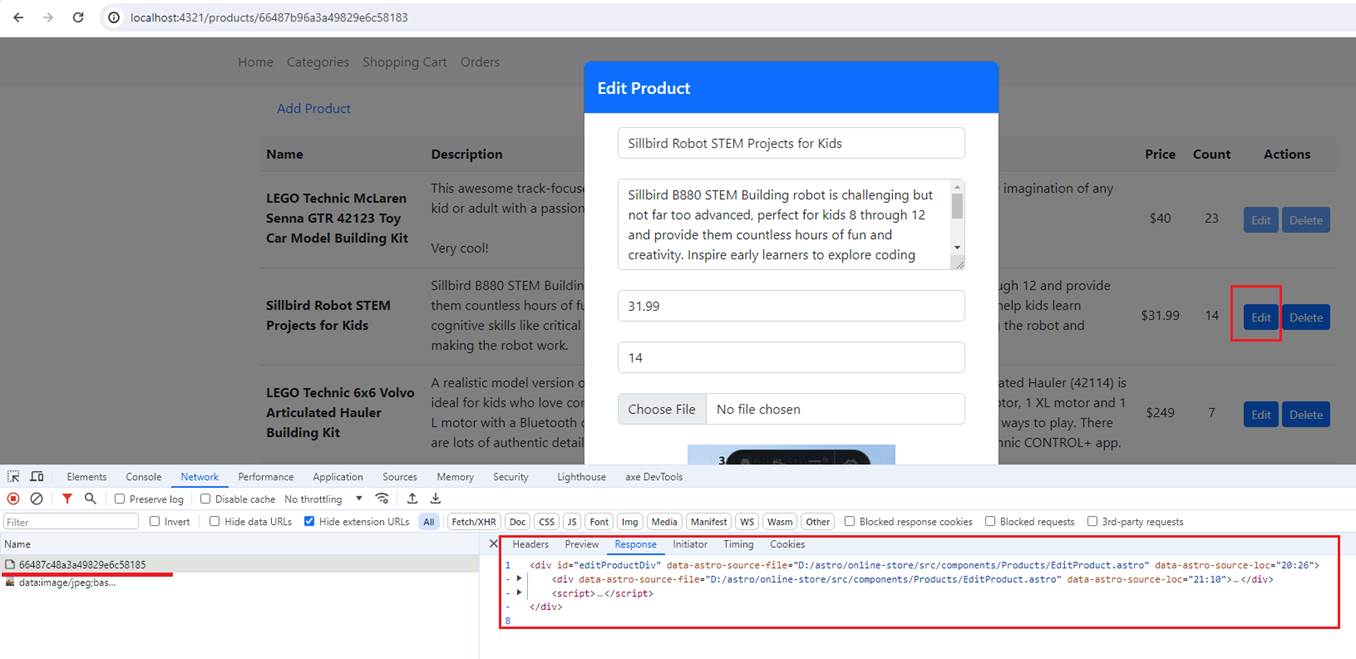 localhost:4321/products/66487b96a3a49829e6c58183
Home Categories Shopping Cart Orders
Add Product
Name Description Price Count Actions
LEGO Technic McLaren
Senna GTR 42123 Toy
Car Model Building Kit
This awesome track-focuse imagination of any
kid or adult with a passion
Very cool!
$40 23 Edit Delete
Sillbird Robot STEM
Projects for Kids
Sillbird B880 STEM Buildin ugh 12 and provide
them countless hours of fu help kids learn
cognitive skills like critical the robot and
making the robot work.
$31.99 14 Edit Delete
LEGO Technic 6x6 Volvo
Articulated Hauler
Building Kit
A realistic model version o ated Hauler (42114) is
ideal for kids who love con otor, 1 XL motor and 1
L motor with a Bluetooth c ways to play. There
are lots of authentic detail hnic CONTROL+ app.
$249 7 Edit Delete
Edit Product
Sillbird Robot STEM Projects for Kids
Sillbird B880 STEM Building robot is challenging but
not far too advanced, perfect for kids 8 through 12
and provide them countless hours of fun and
creativity. Inspire early learners to explore coding
31.99
14
Choose File No file chosen
3
Elements Console Network Performance Application Sources Memory Security Lighthouse axe DevTools
Preserve log Disable cache No throttling
Filter Invert Hide data URLs Hide extension URLs All Fetch/XHR Doc CSS JS Font Img Media Manifest WS Wasm Other Blocked response cookies Blocked requests 3rd-party requests
Name
66487c48a3a49829e6c58185
data:image/jpeg;bas...
Headers Preview Response Initiator Timing Cookies
1 <div id="editProductDiv" data-astro-source-file="D:/astro/online-store/src/components/Products/EditProduct.astro" data-astro-source-loc="20:26">
- <div data-astro-source-file="D:/astro/online-store/src/components/Products/EditProduct.astro" data-astro-source-loc="21:10">…</div>
- <script>…</script>
- </div>
8